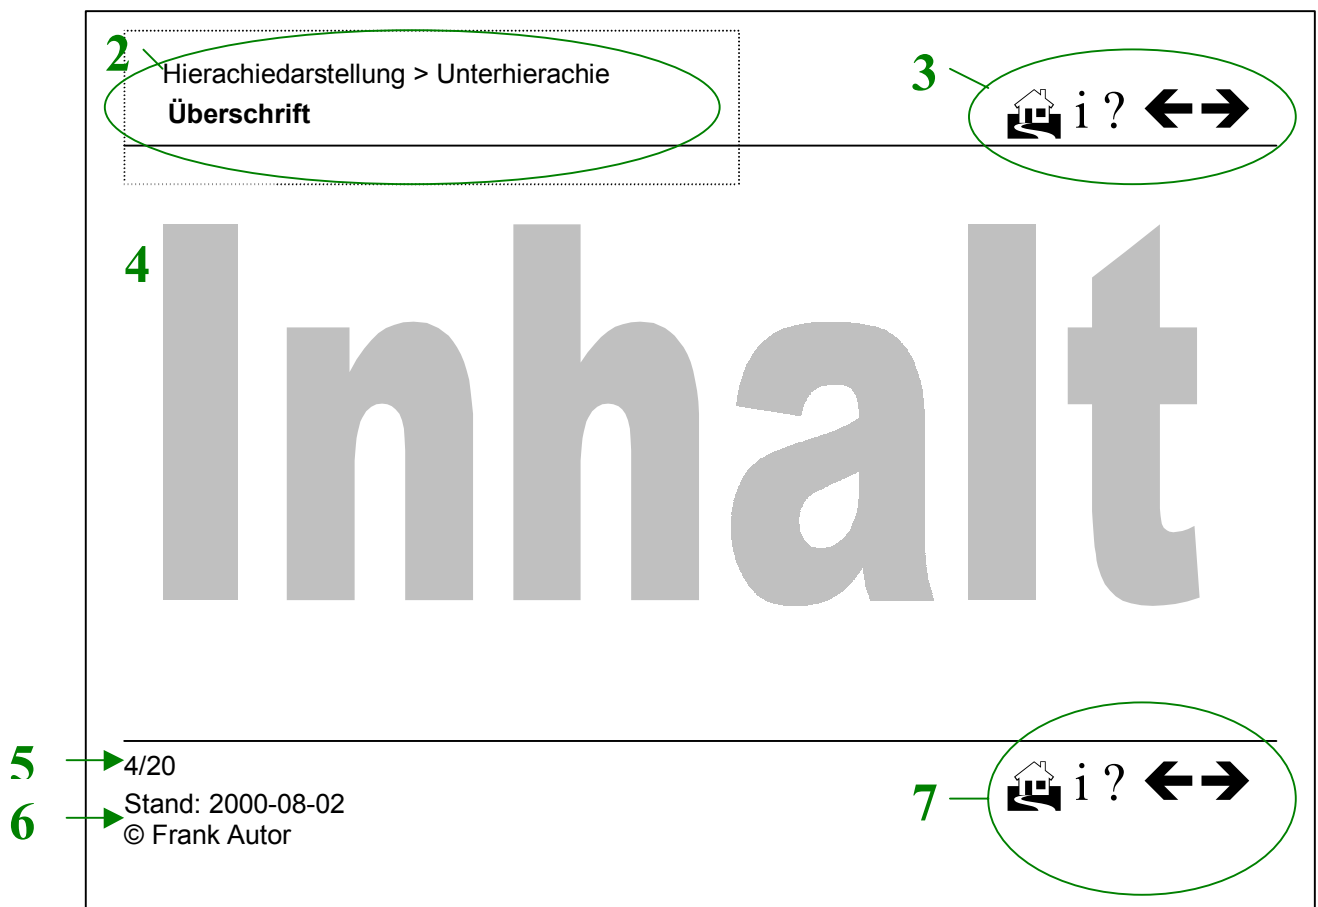 2
Hierachiedarstellung > Unterhierachie
Überschrift
3
i ?
4
Inhalt
5
4/20
6
Stand: 2000-08-02
© Frank Autor
7
i ?